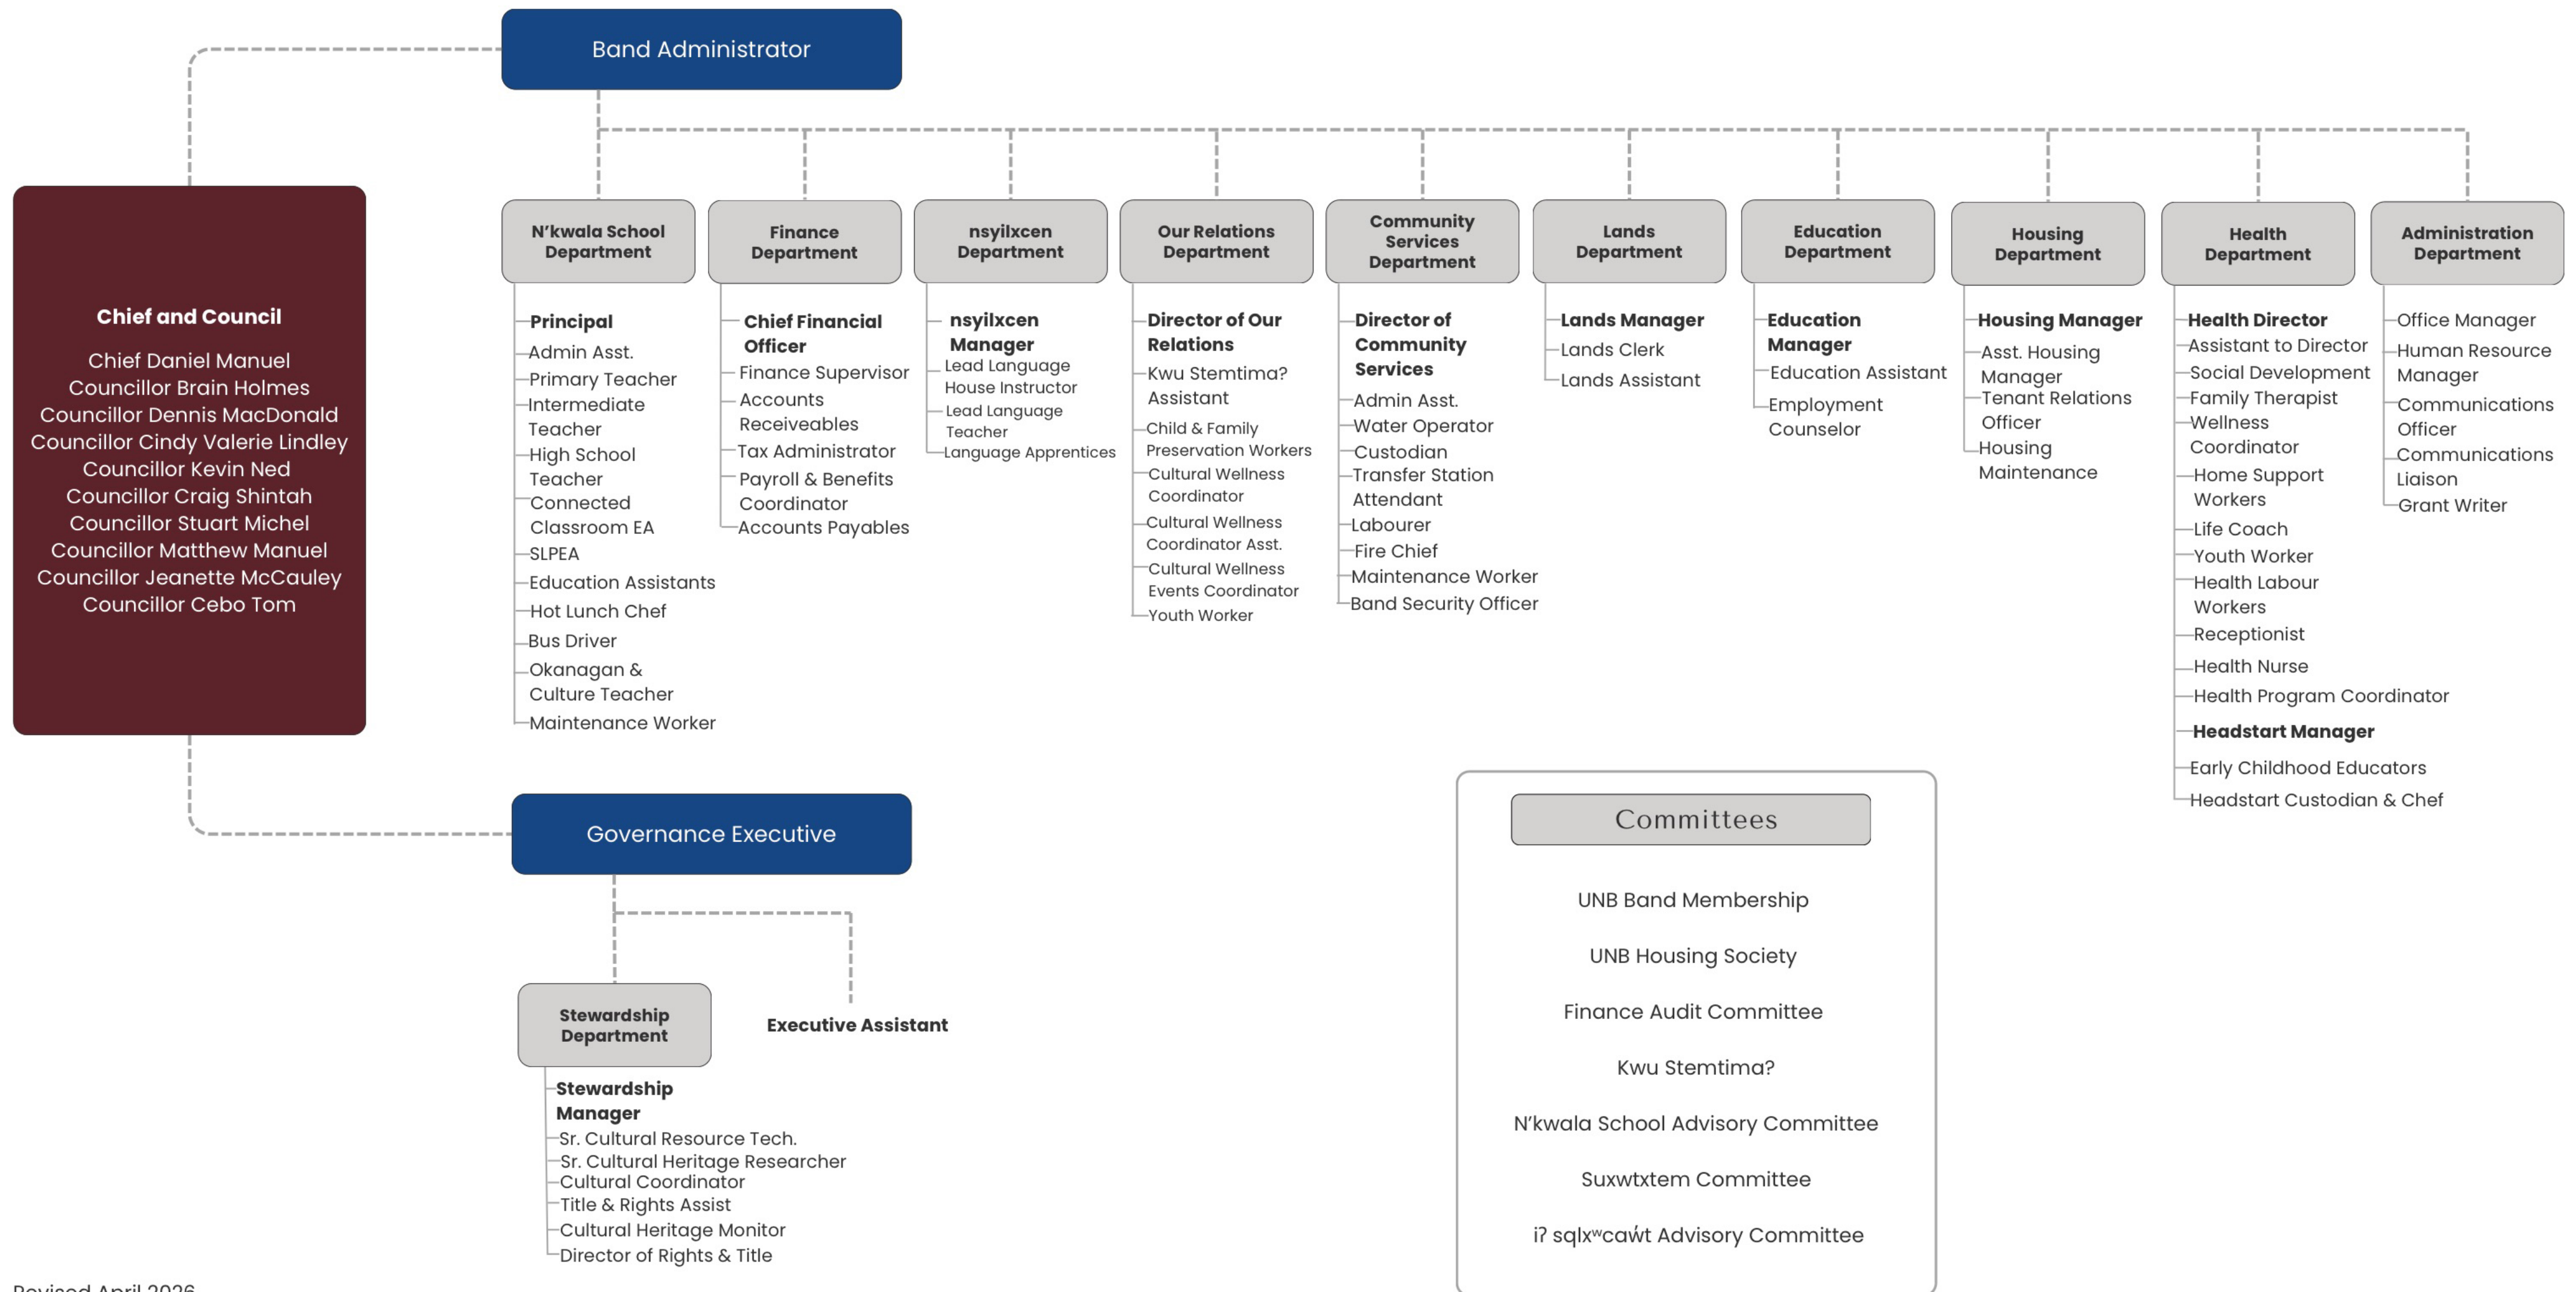 Band Administrator
Chief and Council
Chief Daniel Manuel
Councillor Brain Holmes
Councillor Dennis MacDonald
Councillor Cindy Valerie Lindley
Councillor Kevin Ned
Councillor Craig Shintah
Councillor Stuart Michel
Councillor Matthew Manuel
Councillor Jeanette McCauley
Councillor Cebo Tom
N’kwala School
Department
Principal
Admin Asst.
Primary Teacher
Intermediate
Teacher
High School
Teacher
Connected
Classroom EA
SLPEA
Education Assistants
Hot Lunch Chef
Bus Driver
Okanagan &
Culture Teacher
Maintenance Worker
Finance
Department
Chief Financial
Officer
Finance Supervisor
Accounts
Receiveables
Tax Administrator
Payroll & Benefits
Coordinator
Accounts Payables
nsyilxcen
Department
nsyilxcen
Manager
Lead Language
House Instructor
Lead Language
Teacher
Language Apprentices
Our Relations
Department
Director of Our
Relations
Kwu Stemtima?
Assistant
Child & Family
Preservation Workers
Cultural Wellness
Coordinator
Cultural Wellness
Coordinator Asst.
Cultural Wellness
Events Coordinator
Youth Worker
Community
Services
Department
Director of
Community
Services
Admin Asst.
Water Operator
Custodian
Transfer Station
Attendant
Labourer
Fire Chief
Maintenance Worker
Band Security Officer
Lands
Department
Lands Manager
Lands Clerk
Lands Assistant
Education
Department
Education
Manager
Education Assistant
Employment
Counselor
Housing
Department
Housing Manager
Asst. Housing
Manager
Tenant Relations
Officer
Housing
Maintenance
Health
Department
Health Director
Assistant to Director
Social Development
Family Therapist
Wellness
Coordinator
Home Support
Workers
Life Coach
Youth Worker
Health Labour
Workers
Receptionist
Health Nurse
Health Program Coordinator
Headstart Manager
Early Childhood Educators
Headstart Custodian & Chef
Administration
Department
Office Manager
Human Resource
Manager
Communications
Officer
Communications
Liaison
Grant Writer
Governance Executive
Stewardship
Department
Executive Assistant
Stewardship
Manager
Sr. Cultural Resource Tech.
Sr. Cultural Heritage Researcher
Cultural Coordinator
Title & Rights Assist
Cultural Heritage Monitor
Director of Rights & Title
Committees
UNB Band Membership
UNB Housing Society
Finance Audit Committee
Kwu Stemtima?
N’kwala School Advisory Committee
Suxwtxtem Committee
iʔ sqlxʷcaw̓t Advisory Committee
Revised April 2026